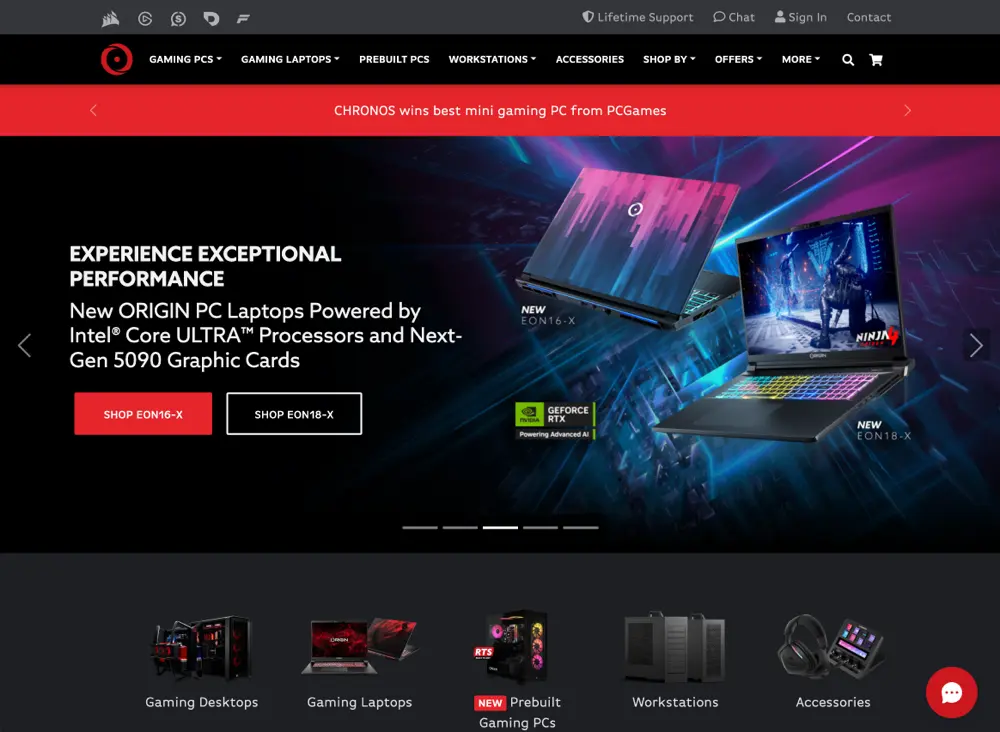 Lifetime Support
Chat
Sign In
Contact
GAMING PCS
GAMING LAPTOPS
PREBUILT PCS
WORKSTATIONS
ACCESSORIES
SHOP BY
OFFERS
MORE
CHRONOS wins best mini gaming PC from PCGames
EXPERIENCE EXCEPTIONAL
PERFORMANCE
New ORIGIN PC Laptops Powered by
Intel® Core ULTRA™ Processors and Next-
Gen 5090 Graphic Cards
SHOP EON16-X
SHOP EON18-X
NEW
EON16-X
NINJA
ORIGIN
NVIDIA
GEFORCE
RTX
Powering Advanced AI
NEW
EON18-X
ORIGIN
RTS
Gaming Desktops
Gaming Laptops
NEW Prebuilt
Gaming PCs
Workstations
Accessories